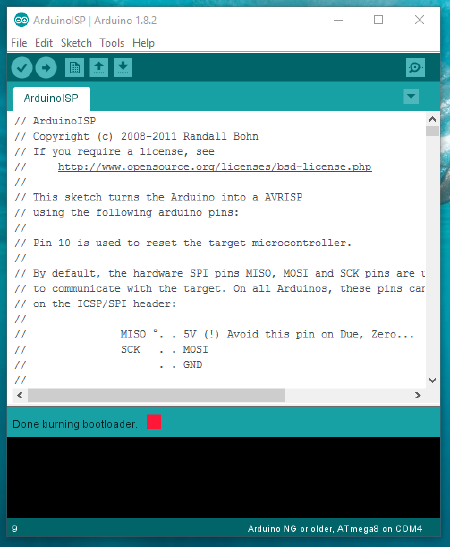 ArduinoISP | Arduino 1.8.2
File Edit Sketch Tools Help
ArduinoISP
// ArduinoISP
// Copyright (c) 2008-2011 Randall Bohn
// If you require a license, see
// http://www.opensource.org/licenses/bsd-license.php
//
// This sketch turns the Arduino into a AVRISP
// using the following arduino pins:
//
// Pin 10 is used to reset the target microcontroller.
//
// By default, the hardware SPI pins MISO, MOSI and SCK pins are u
// to communicate with the target. On all Arduinos, these pins can
// on the ICSP/SPI header:
//
// MISO °. . 5V (!) Avoid this pin on Due, Zero...
// SCK . . MOSI
// . . GND
//
Done burning bootloader.
9 Arduino NG or older, ATmega8 on COM4